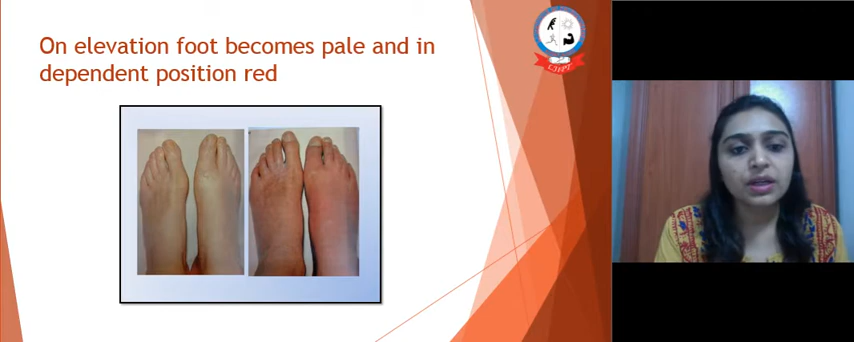 On elevation foot becomes pale and in
dependent position red